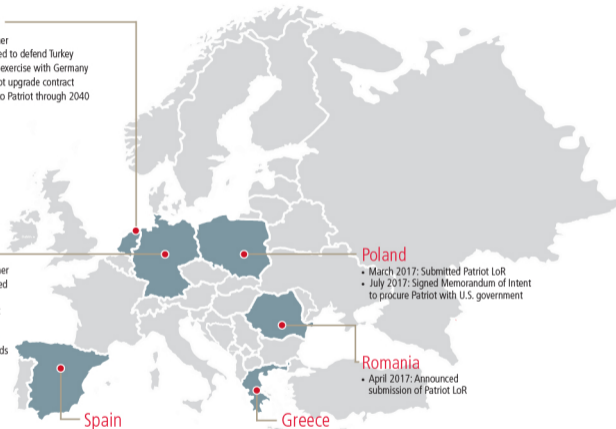 ed to defend Turkey
exercise with Germany
upgrade contract
Patriot through 2040
Poland
• March 2017: Submitted Patriot LoR
• July 2017: Signed Memorandum of Intent
to procure Patriot with U.S. government
Romania
• April 2017: Announced
submission of Patriot LoR
Spain
Greece